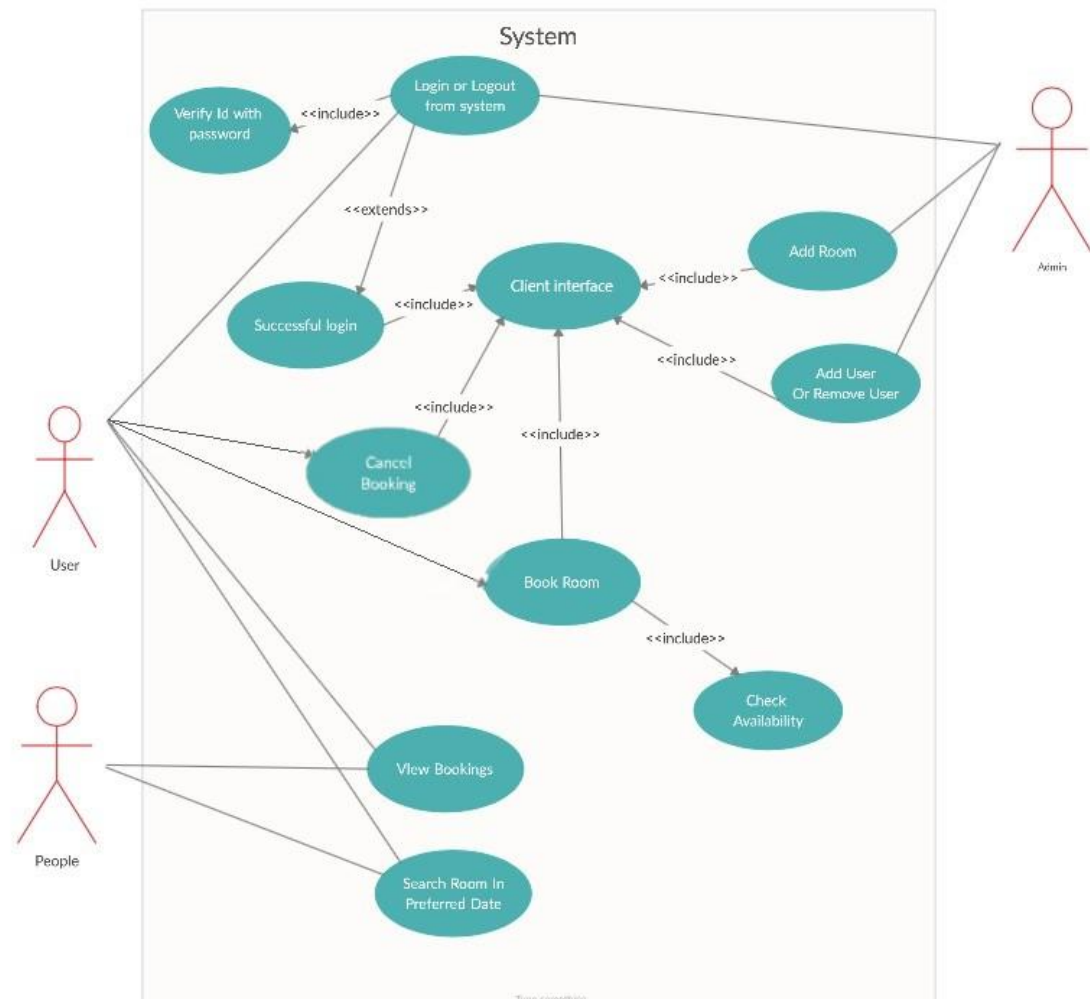 System
Login or Logout
from system
Verify Id with
password
<<include>>
<<extends>>
Admin
Add Room
<<include>>
Client interface
<<include>>
Successful login
<<include>>
Add User
Or Remove User
<<include>>
<<include>>
Cancel
Booking
User
Book Room
<<include>>
Check
Availability
View Bookings
People
Search Room In
Preferred Date